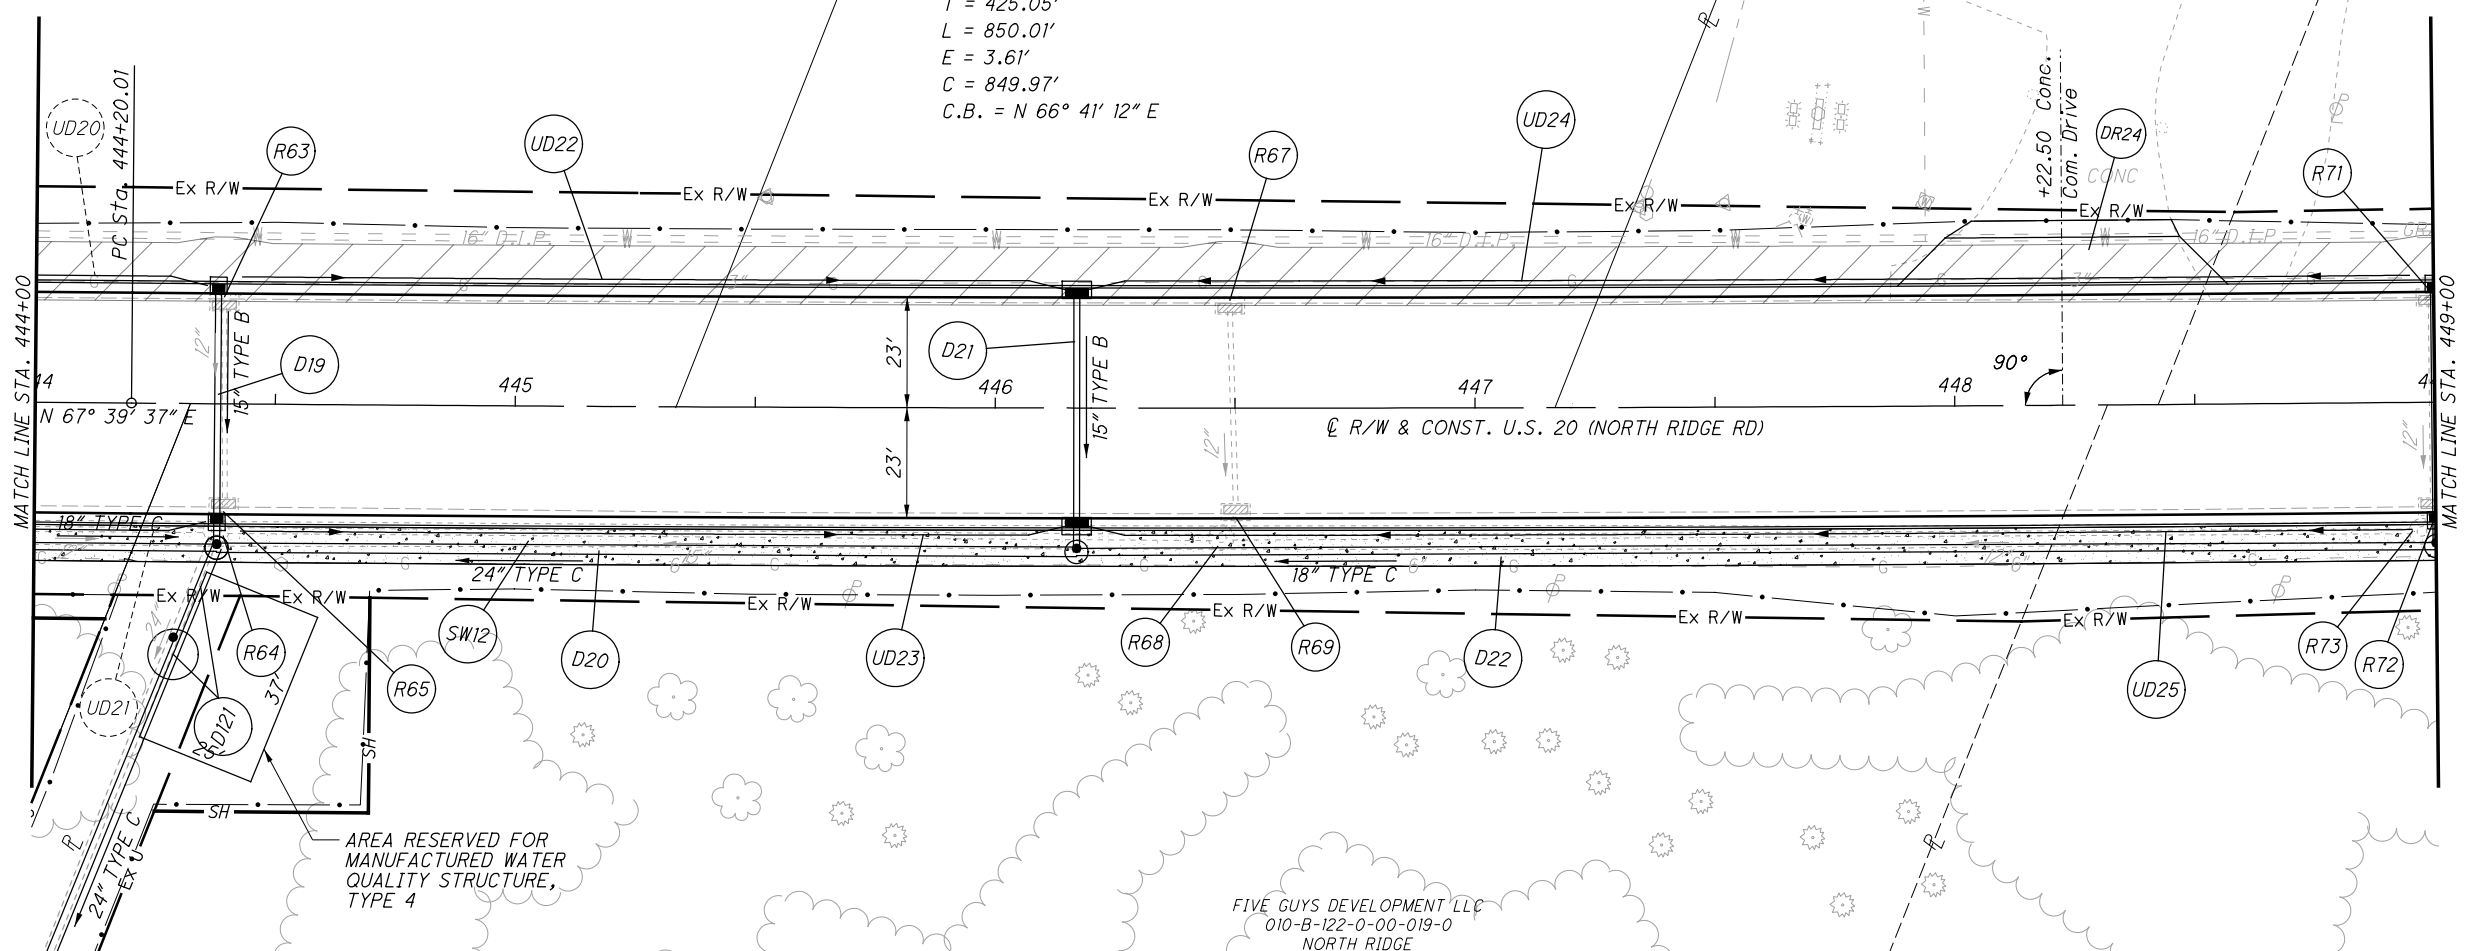 T = 425.05'
L = 850.01'
E = 3.61'
C = 849.97'
C.B. = N 66° 41' 12" E
PC Sta. 444+20.01
+22.50 Conc.
Com. Drive
UD20
R63
UD22
R67
UD24
DR24
R71
CONC
Ex R/W
Ex R/W
Ex R/W
Ex R/W
Ex R/W
W
W
W
W
W
W
W
16" D.I.P.
16" D.I.P.
16" D.I.P.
G
G
3"
G
G
G
3"
G
MATCH LINE STA. 444+00
MATCH LINE STA. 449+00
12"
15" TYPE B
D19
23'
D21
15" TYPE B
90°
44
445
446
447
448
N 67° 39' 37" E
23'
12"
12"
℄ R/W & CONST. U.S. 20 (NORTH RIDGE RD)
18" TYPE C
24" TYPE C
18" TYPE C
Ex R/W
Ex R/W
Ex R/W
Ex R/W
Ex R/W
Ex R/W
24"
R64
R65
SW12
D20
UD23
R68
R69
D22
UD25
R73
R72
UD21
37'
SD121
SH
SH
AREA RESERVED FOR
MANUFACTURED WATER
QUALITY STRUCTURE,
TYPE 4
24" TYPE C
Ex U
FIVE GUYS DEVELOPMENT LLC
010-B-122-0-00-019-0
NORTH RIDGE